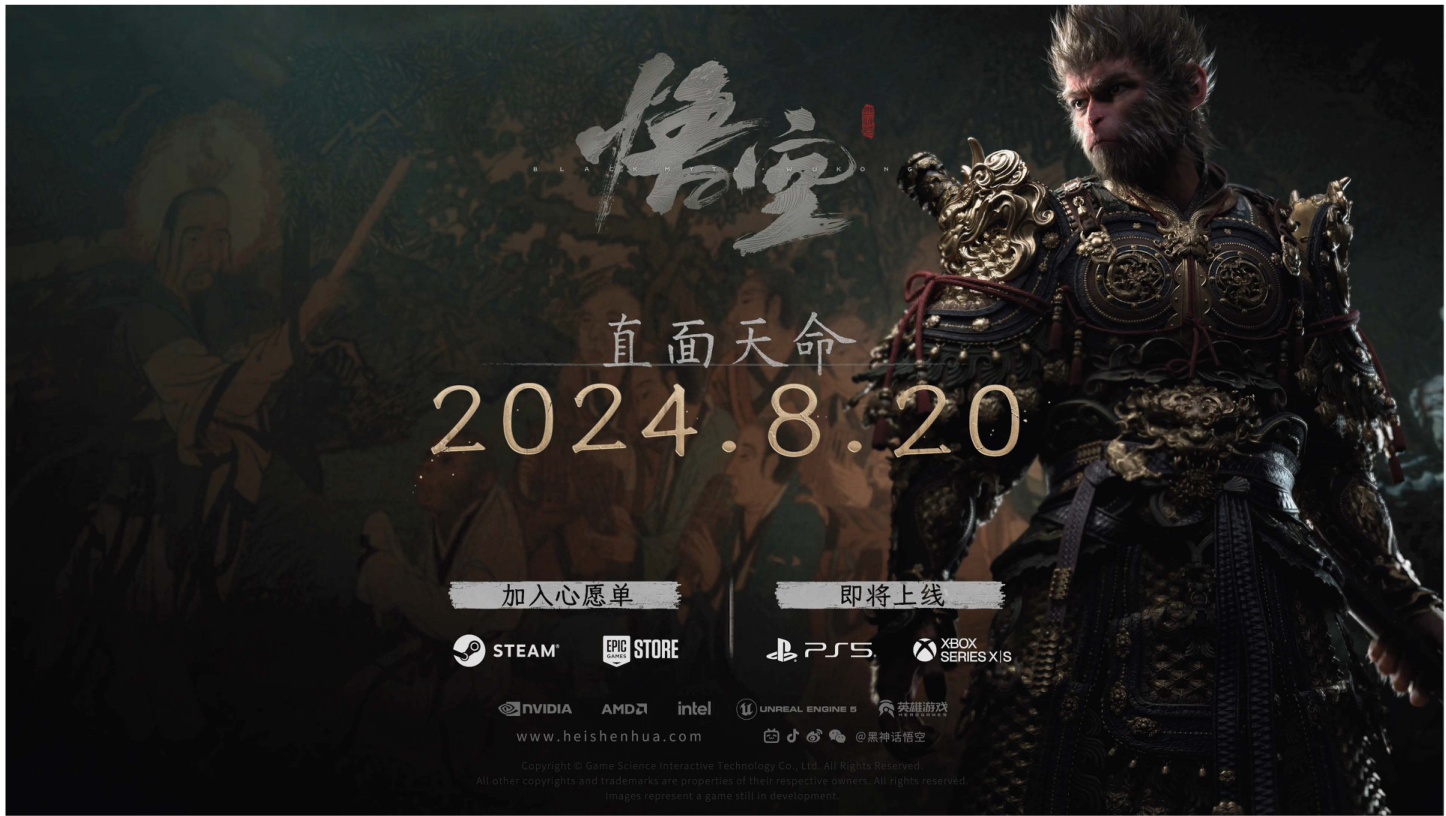 悟空
BLACK MYTH: WUKONG
直面天命
2024.8.20
加入心愿单 即将上线
STEAM® EPIC GAMES STORE PS5 XBOX SERIES X|S
NVIDIA AMD intel UNREAL ENGINE 5 英雄游戏 HEROGAMES
www.heishenhua.com @黑神话悟空
Copyright © Game Science Interactive Technology Co., Ltd. All Rights Reserved.
All other copyrights and trademarks are properties of their respective owners. All rights reserved.
Images represent a game still in development.